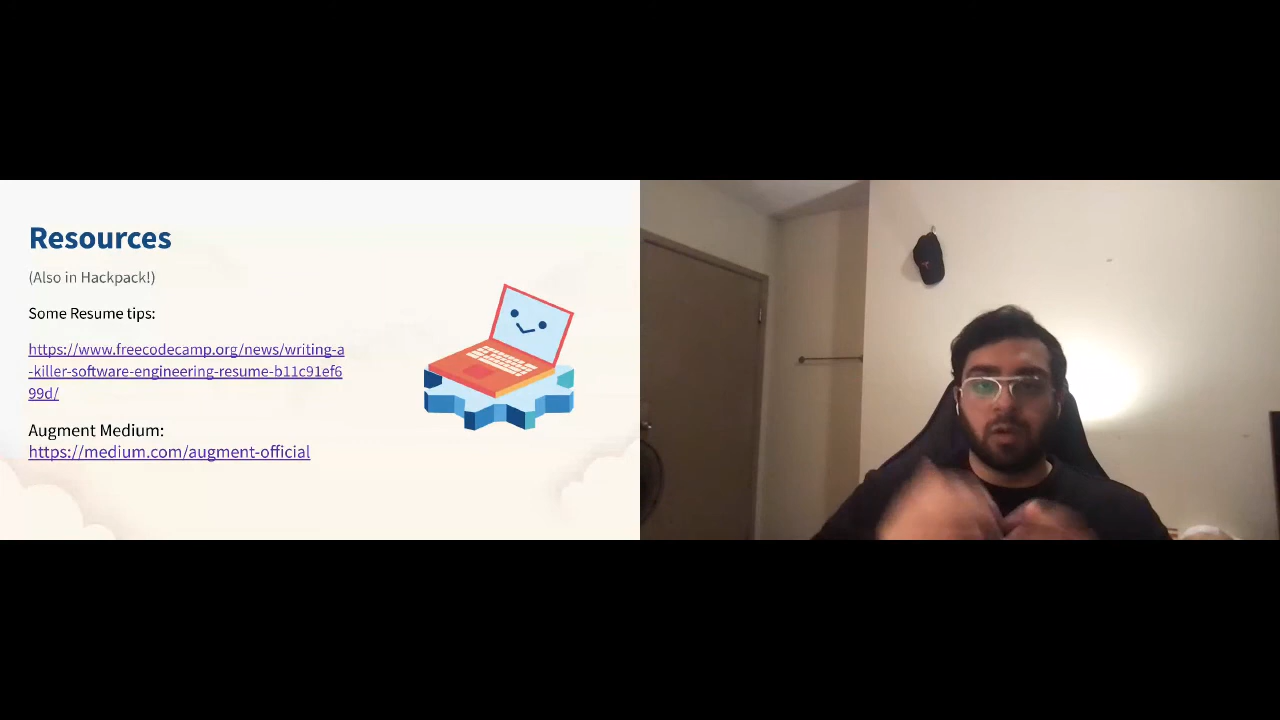 Resources
(Also in Hackpack!)
Some Resume tips:
https://www.freecodecamp.org/news/writing-a
-killer-software-engineering-resume-b11c91ef6
99d/
Augment Medium:
https://medium.com/augment-official